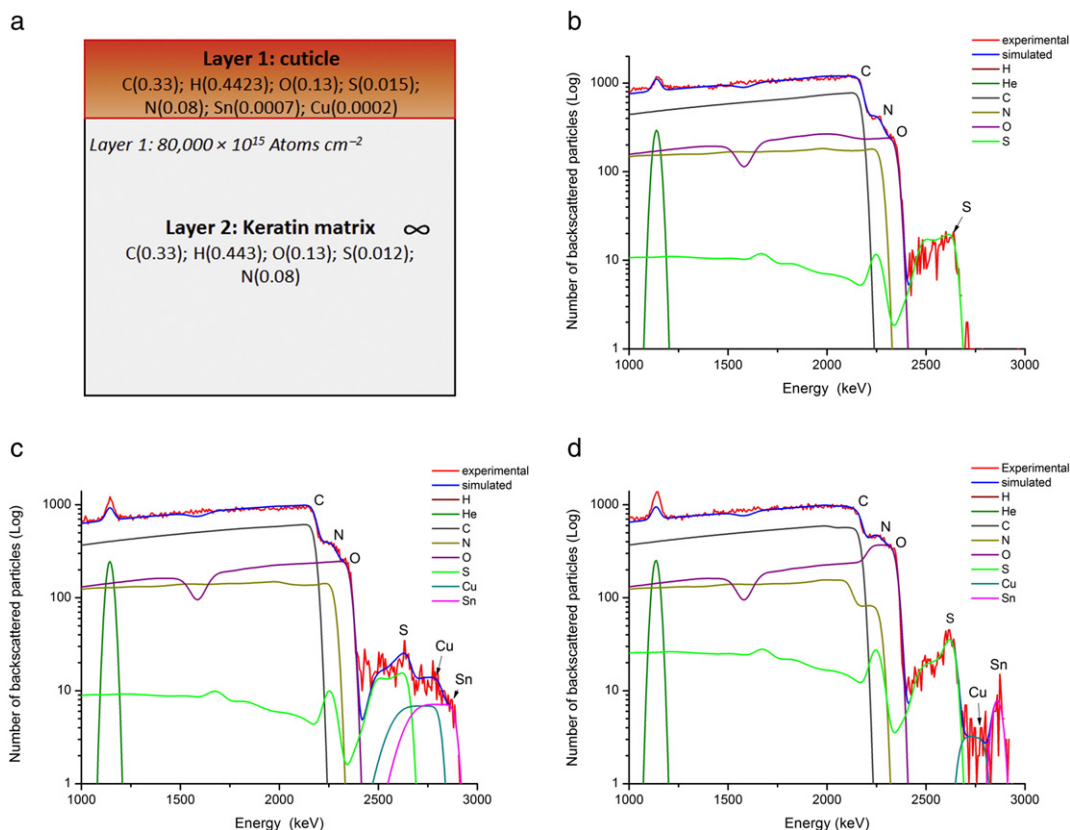 a
Layer 1: cuticle
C(0.33); H(0.4423); O(0.13); S(0.015);
N(0.08); Sn(0.0007); Cu(0.0002)
Layer 1: 80,000 × 10¹⁵ Atoms cm⁻²
Layer 2: Keratin matrix ∞
C(0.33); H(0.443); O(0.13); S(0.012);
N(0.08)
b
Number of backscattered particles (Log)
1000
100
10
1
1000 1500 2000 2500 3000
Energy (keV)
C
N
O
S
experimental
simulated
H
He
C
N
O
S
c
Number of backscattered particles (Log)
1000
100
10
1
1000 1500 2000 2500 3000
Energy (keV)
C
N
O
S
Cu
Sn
experimental
simulated
H
He
C
N
O
S
Cu
Sn
d
Number of backscattered particles (Log)
1000
100
10
1
1000 1500 2000 2500 3000
Energy (keV)
C
N
O
S
Cu
Sn
Experimental
simulated
H
He
C
N
O
S
Cu
Sn